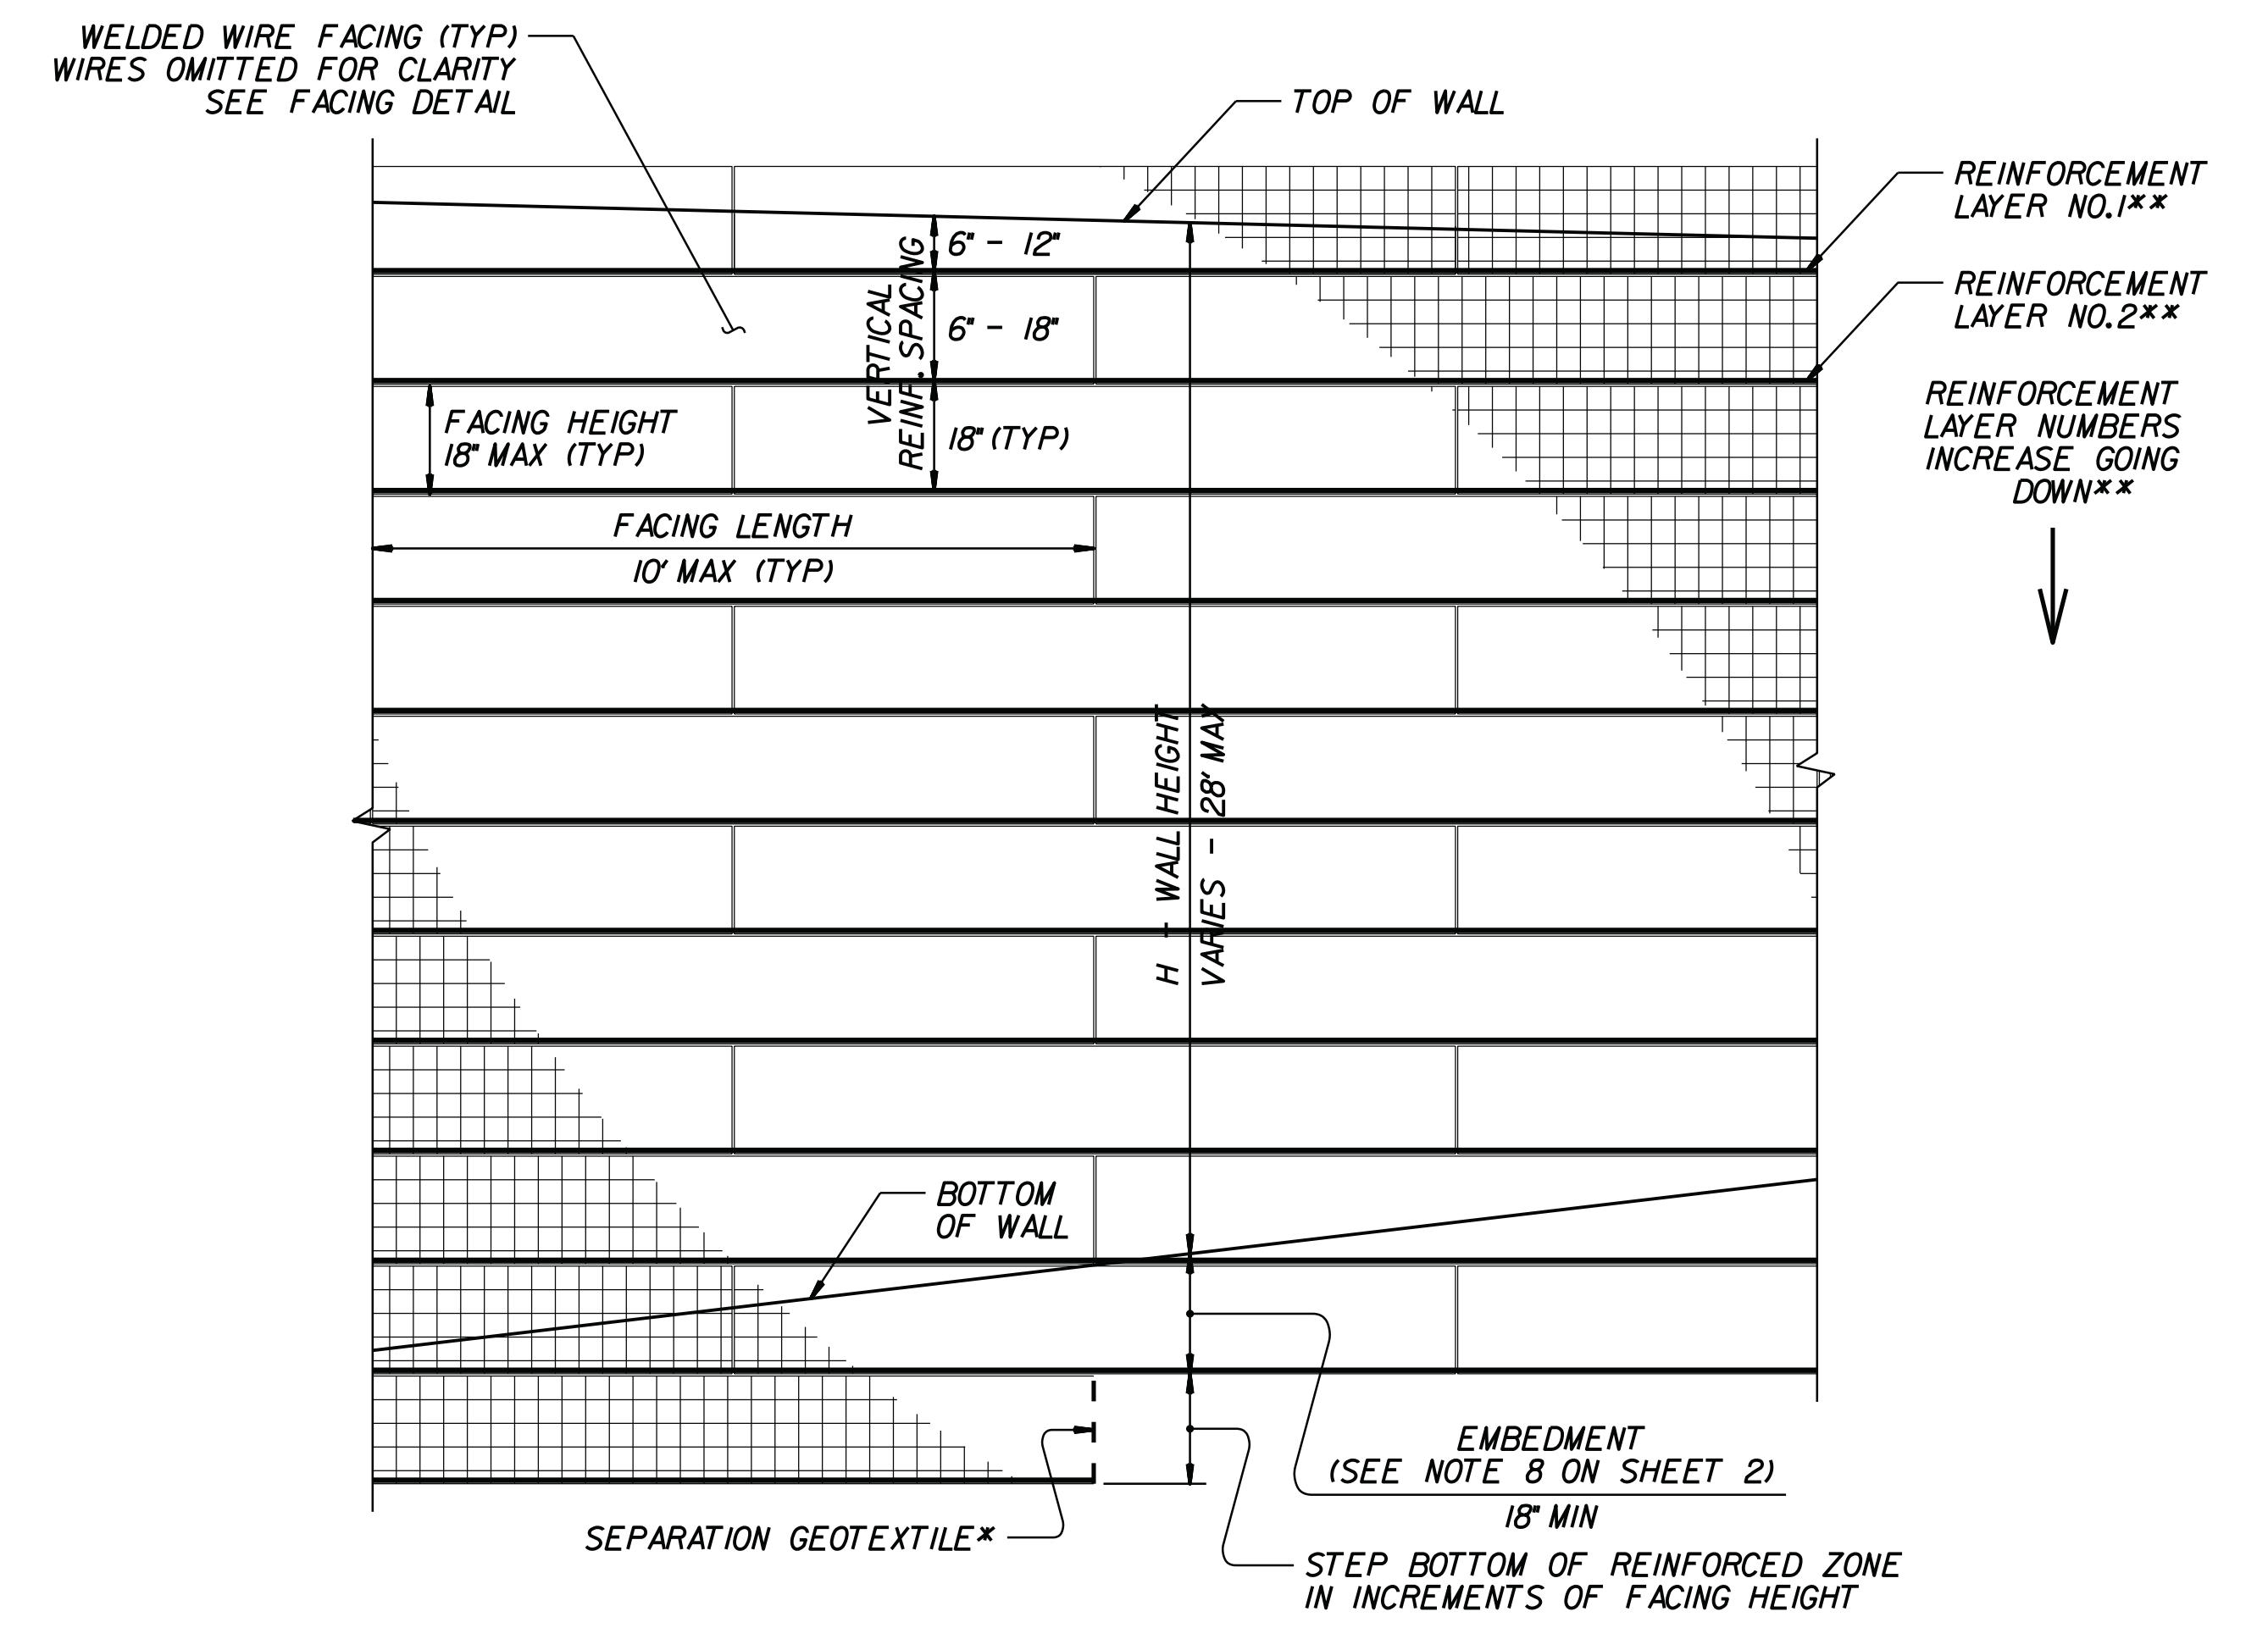 WELDED WIRE FACING (TYP)
WIRES OMITTED FOR CLARITY
SEE FACING DETAIL
TOP OF WALL
REINFORCEMENT
LAYER NO.1**
REINFORCEMENT
LAYER NO.2**
REINFORCEMENT
LAYER NUMBERS
INCREASE GOING
DOWN**
VERTICAL
REINF. SPACING
6" - 12"
6" - 18"
18" (TYP)
FACING HEIGHT
18" MAX (TYP)
FACING LENGTH
10' MAX (TYP)
H - WALL HEIGHT
VARIES - 28' MAX
BOTTOM
OF WALL
EMBEDMENT
(SEE NOTE 8 ON SHEET 2)
18" MIN
SEPARATION GEOTEXTILE*
STEP BOTTOM OF REINFORCED ZONE
IN INCREMENTS OF FACING HEIGHT